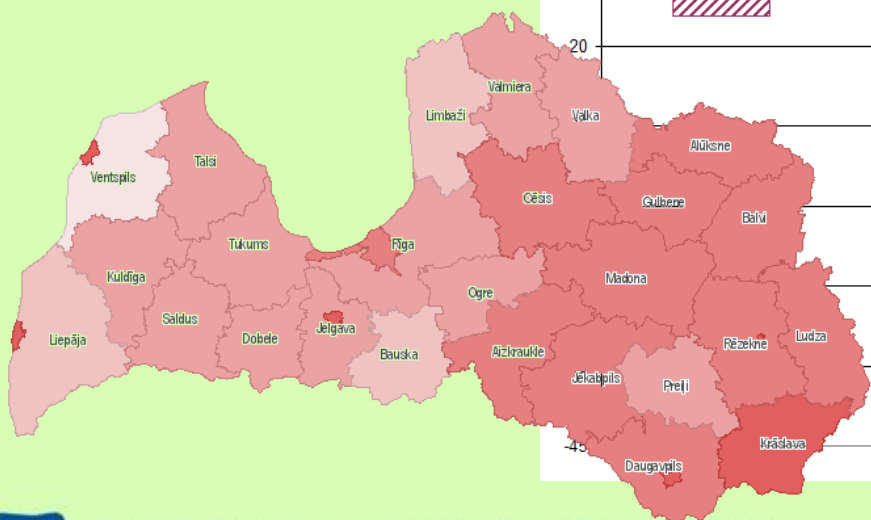 20
Valmiera
Limbaži
Valka
Alūksne
Talsi
Ventspils
Cēsis
Gulbene
Balvi
Tukums
Rīga
Kuldīga
Madona
Ogre
Saldus
Jelgava
Liepāja
Dobele
Bauska
Aizkraukle
Rēzekne
Ludza
Jēkabpils
Preiļi
Krāslava
-45
Daugavpils